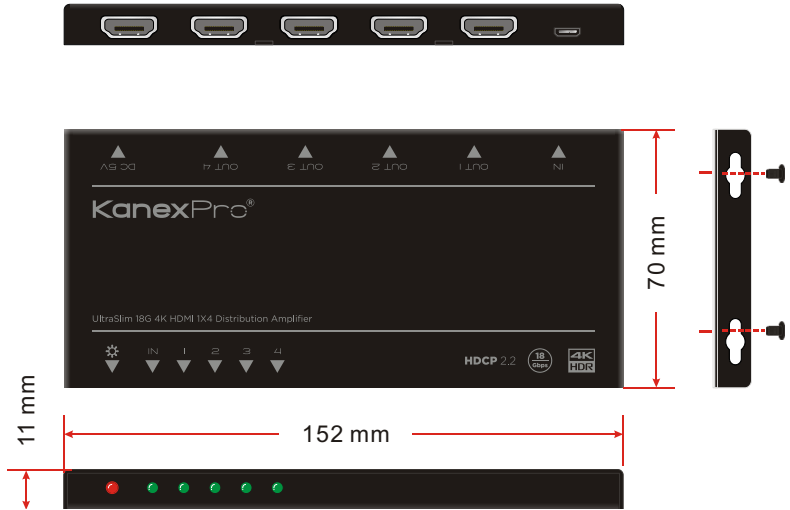 DC 5V OUT 4 OUT 3 OUT 2 OUT 1 IN
KanexPro®
UltraSlim 18G 4K HDMI 1X4 Distribution Amplifier
IN 1 2 3 4
HDCP 2.2 18 Gbps 4K HDR
70 mm
11 mm
152 mm